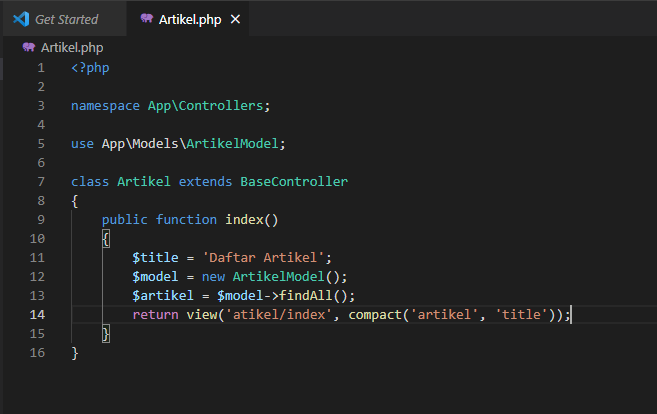 Get Started Artikel.php ×
Artikel.php
1 <?php
2
3 namespace App\Controllers;
4
5 use App\Models\ArtikelModel;
6
7 class Artikel extends BaseController
8 {
9     public function index()
10     {
11         $title = 'Daftar Artikel';
12         $model = new ArtikelModel();
13         $artikel = $model->findAll();
14         return view('atikel/index', compact('artikel', 'title'));
15     }
16 }